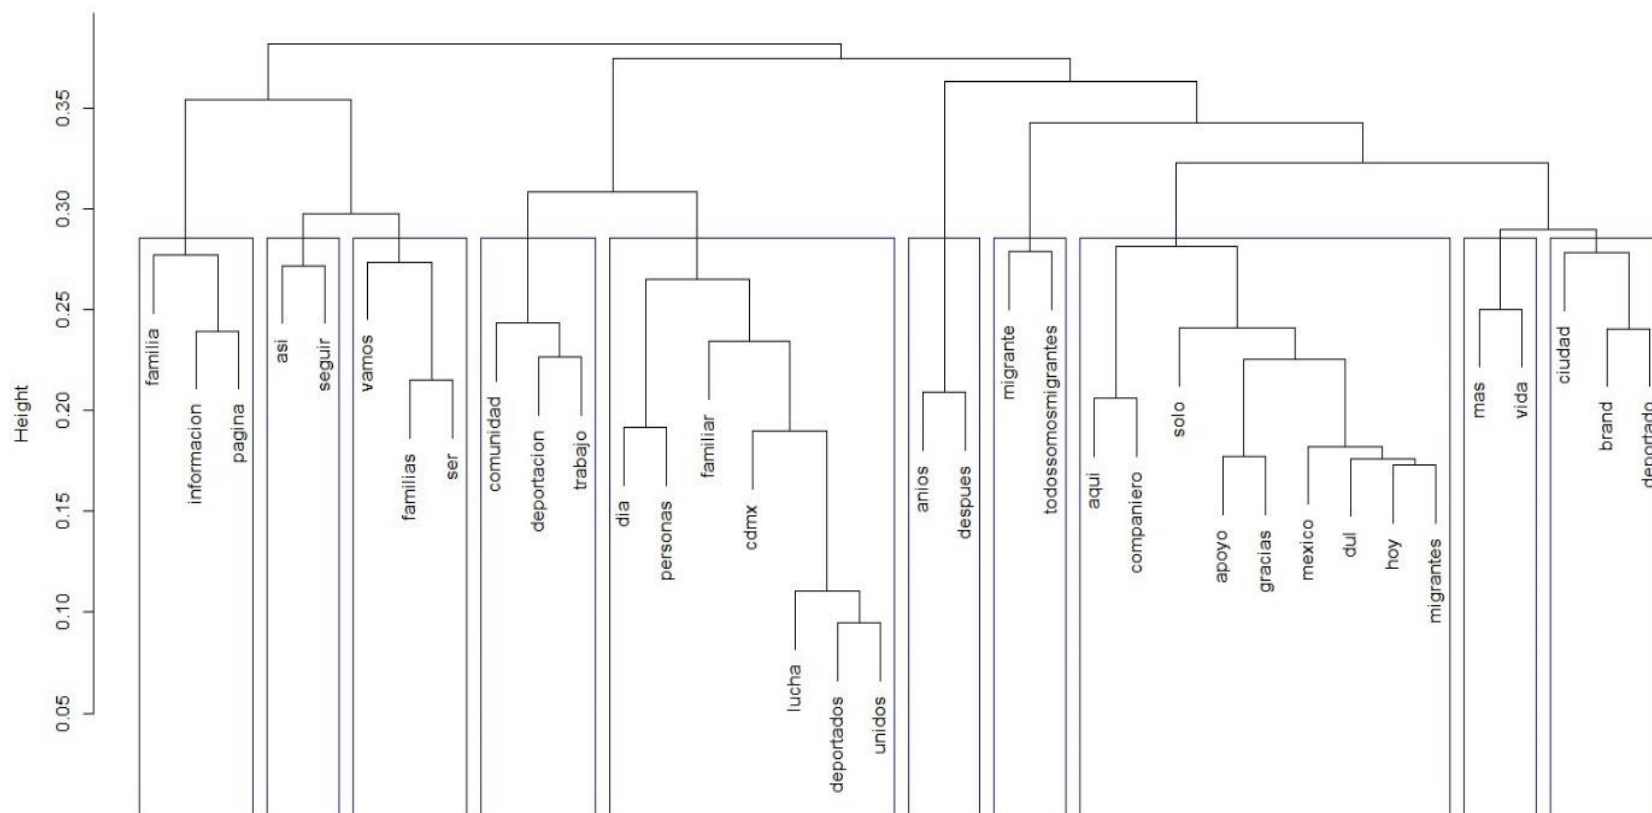 Height
0.35
0.30
0.25
0.20
0.15
0.10
0.05
familia
informacion
pagina
asi
seguir
vamos
familias
ser
comunidad
deportacion
trabajo
dia
personas
familiar
cdmx
lucha
deportados
unidos
anios
despues
migrante
todossomosmigrantes
aqui
companiero
solo
apoyo
gracias
mexico
dul
hoy
migrantes
mas
vida
ciudad
brand
deportado